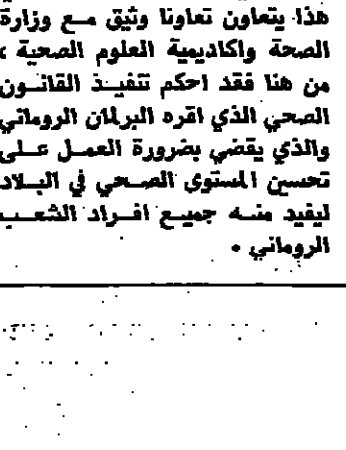 هذا يتعاون تعاونا وثيق مع وزارة
الصحة واكاديمية العلوم الصحية ،
من هنا فقد احكم تنفيذ القانون
الصحي الذي اقره البرلمان الروماني
والذي يقضي بضرورة العمل على
تحسين المستوى الصحي في البلاد
ليفيد منه جميع افراد الشعب
الروماني .